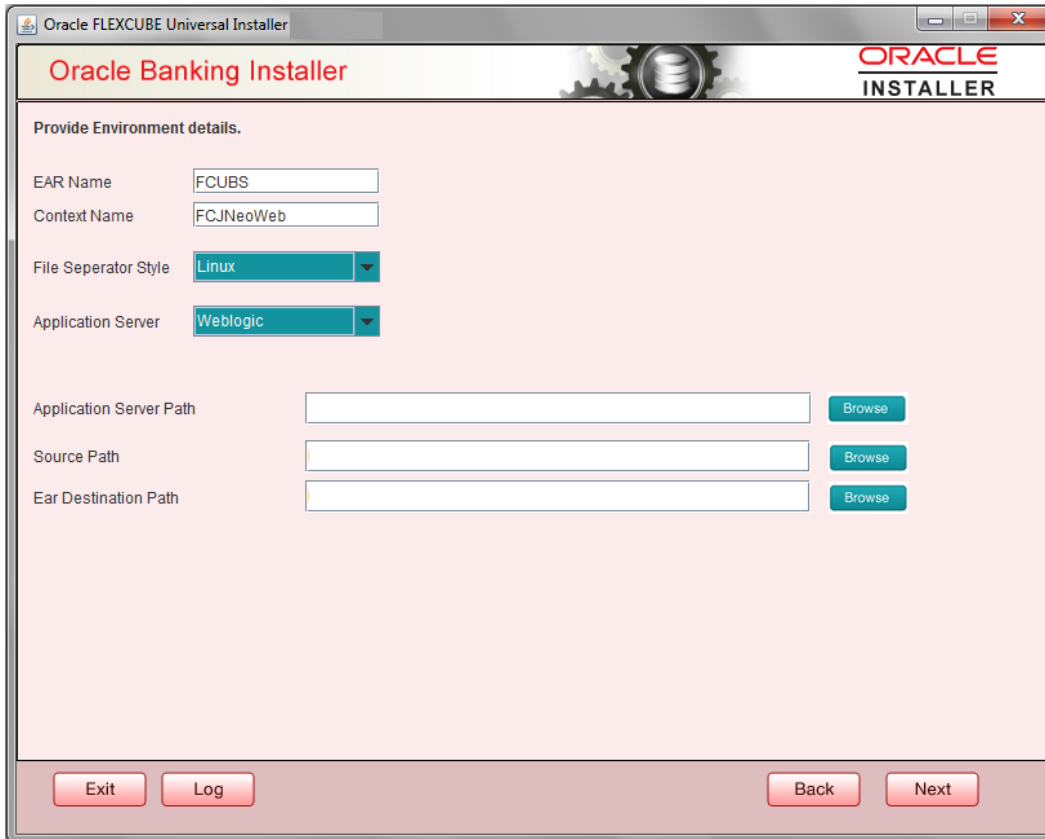 Oracle FLEXCUBE Universal Installer
Oracle Banking Installer
ORACLE
INSTALLER
Provide Environment details.
EAR Name FCUBS
Context Name FCJNeoWeb
File Seperator Style Linux
Application Server Weblogic
Application Server Path Browse
Source Path Browse
Ear Destination Path Browse
Exit Log Back Next